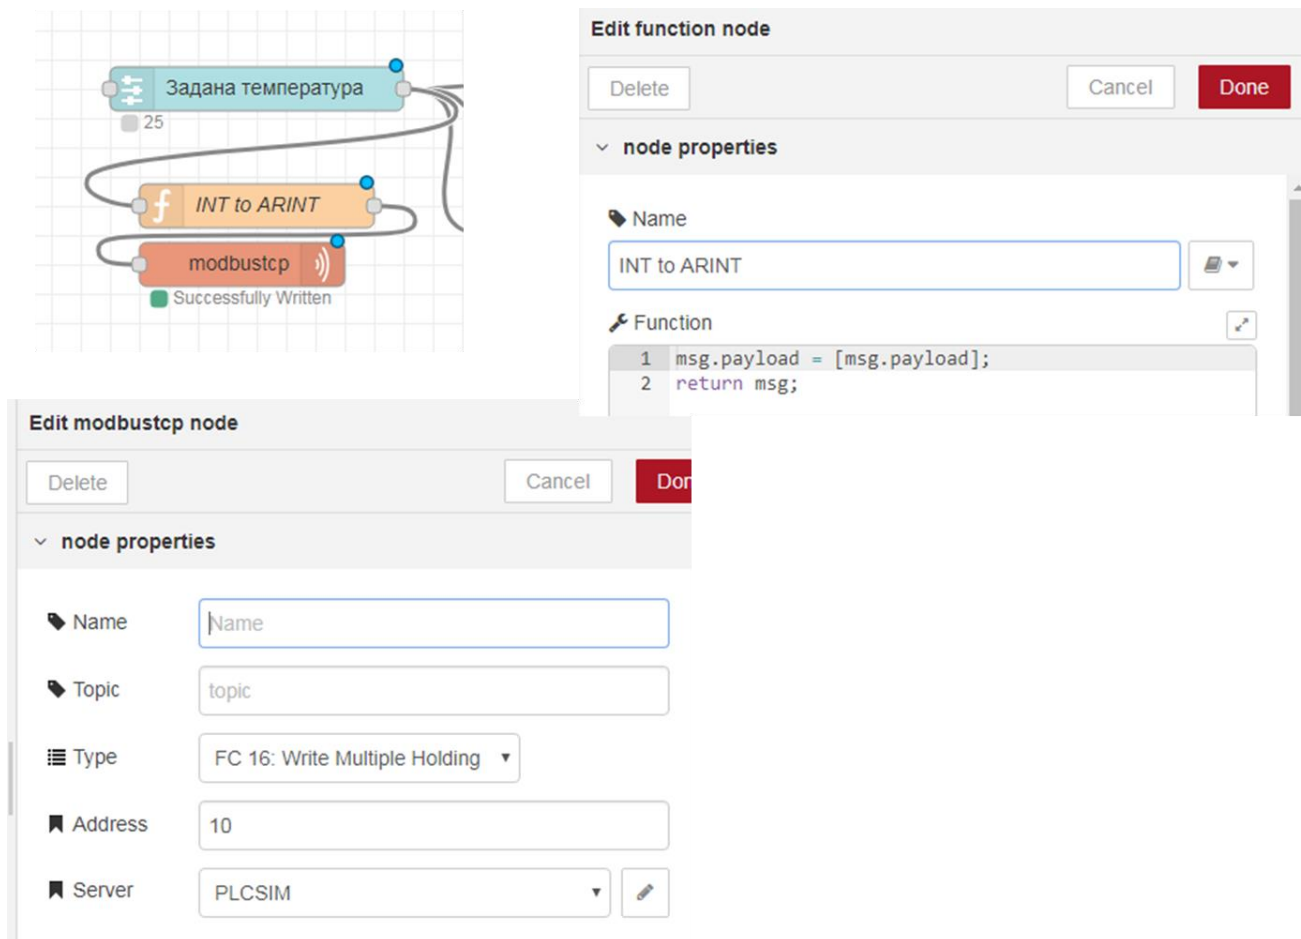 Задана температура
25
INT to ARINT
modbustcp
Successfully Written
Edit function node
Delete
Cancel
Done
node properties
Name
INT to ARINT
Function
1 msg.payload = [msg.payload];
2 return msg;
Edit modbustcp node
Delete
Cancel
Don
node properties
Name
Name
Topic
topic
Type
FC 16: Write Multiple Holding
Address
10
Server
PLCSIM